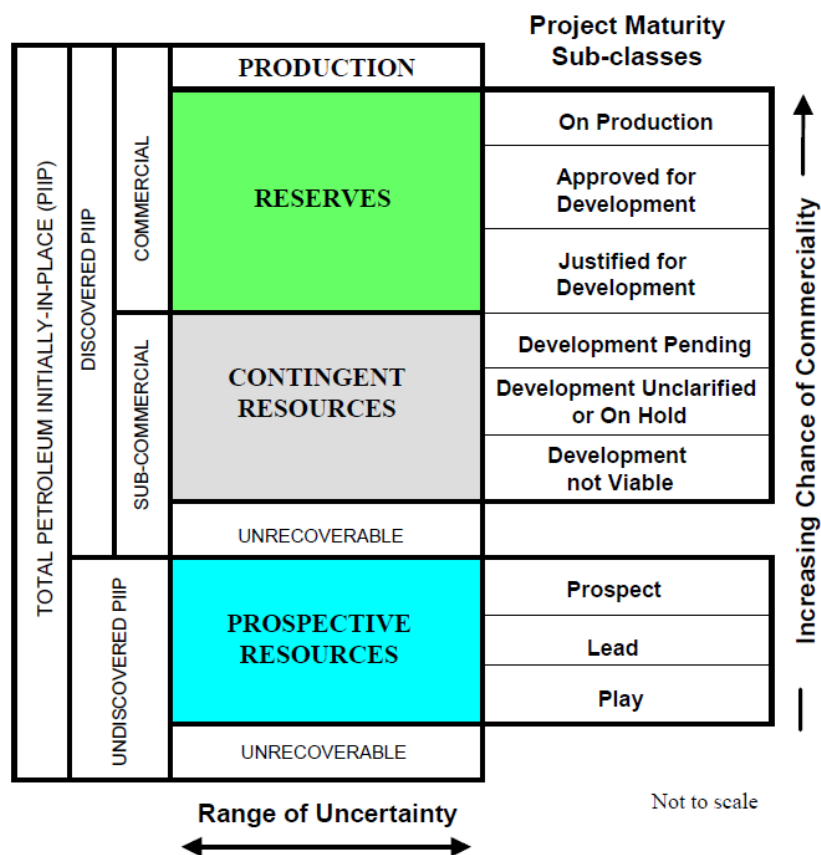 Project Maturity
Sub-classes
PRODUCTION
TOTAL PETROLEUM INITIALLY-IN-PLACE (PIIP)
DISCOVERED PIIP
COMMERCIAL
RESERVES
On Production
Approved for
Development
Justified for
Development
SUB-COMMERCIAL
CONTINGENT
RESOURCES
Development Pending
Development Unclarified
or On Hold
Development
not Viable
UNRECOVERABLE
UNDISCOVERED PIIP
PROSPECTIVE
RESOURCES
Prospect
Lead
Play
UNRECOVERABLE
Increasing Chance of Commerciality
Range of Uncertainty
Not to scale